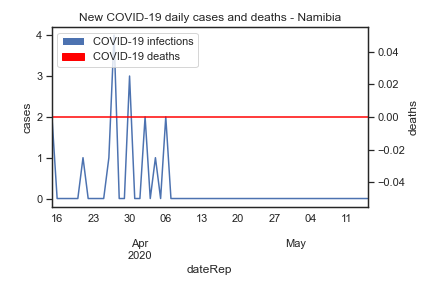 New COVID-19 daily cases and deaths - Namibia
COVID-19 infections
COVID-19 deaths
4
3
2
1
0
cases
0.04
0.02
0.00
−0.02
−0.04
deaths
16 23 30 06 13 20 27 04 11
Apr May
2020
dateRep